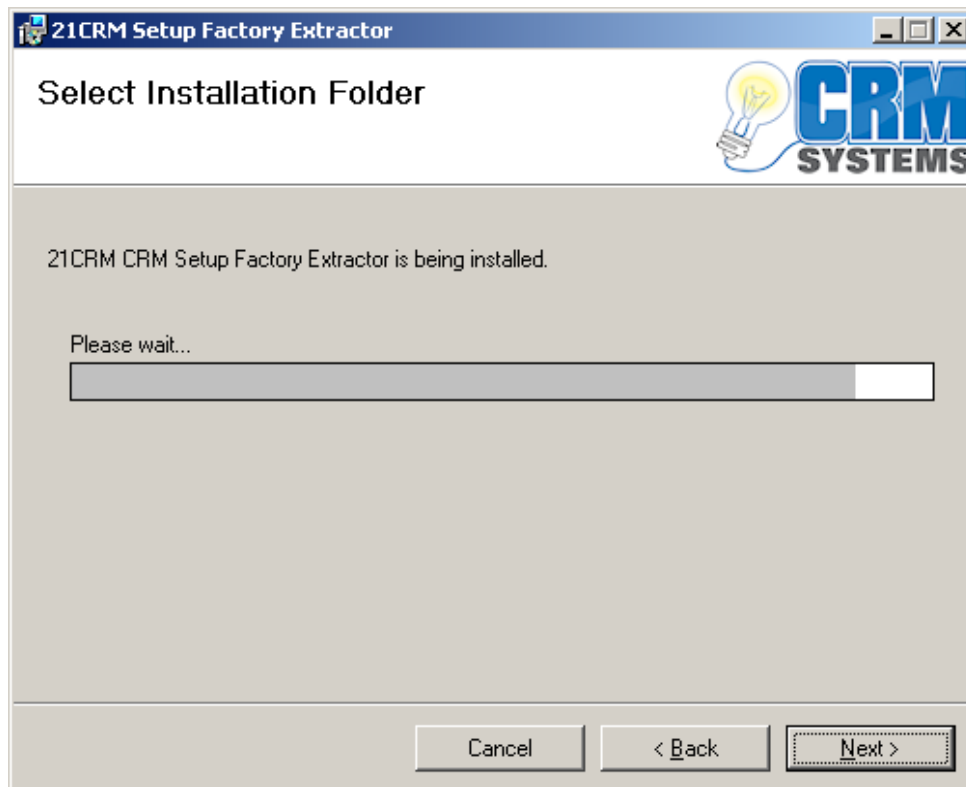 21CRM Setup Factory Extractor
Select Installation Folder
CRM
SYSTEMS
21CRM CRM Setup Factory Extractor is being installed.
Please wait...
Cancel
< Back
Next >